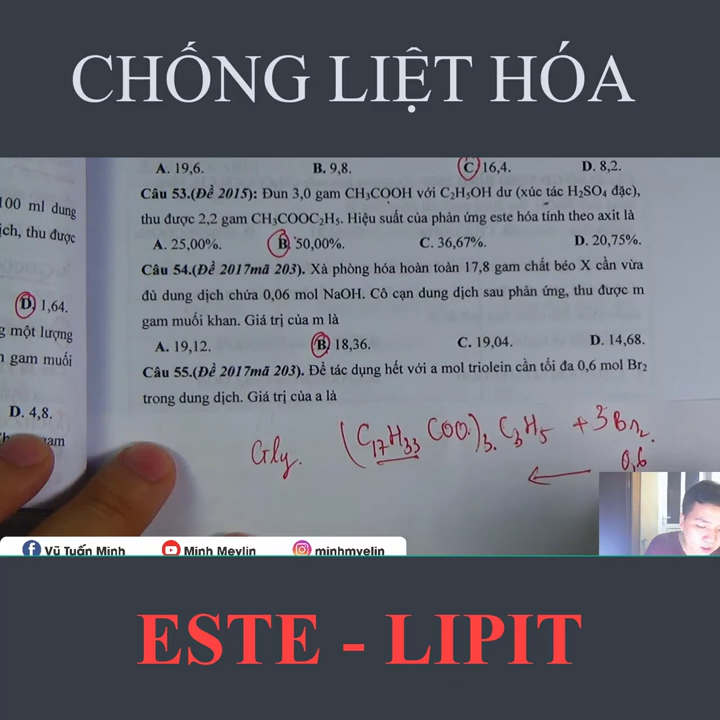 CHỐNG LIỆT HÓA
A. 19,6. B. 9,8. C. 16,4. D. 8,2.
Câu 53.(Đề 2015): Đun 3,0 gam CH₃COOH với C₂H₅OH dư (xúc tác H₂SO₄ đặc),
thu được 2,2 gam CH₃COOC₂H₅. Hiệu suất của phản ứng este hóa tính theo axit là
A. 25,00%. B. 50,00%. C. 36,67%. D. 20,75%.
Câu 54.(Đề 2017mã 203). Xà phòng hóa hoàn toàn 17,8 gam chất béo X cần vừa
đủ dung dịch chứa 0,06 mol NaOH. Cô cạn dung dịch sau phản ứng, thu được m
gam muối khan. Giá trị của m là
A. 19,12. B. 18,36. C. 19,04. D. 14,68.
Câu 55.(Đề 2017mã 203). Để tác dụng hết với a mol triolein cần tối đa 0,6 mol Br₂
trong dung dịch. Giá trị của a là
Gly. (C₁₇H₃₃COO)₃C₃H₅ + 3Br₂.
0,6
100 ml dung
ịch, thu được
D. 1,64.
g một lượng
gam muối
D. 4,8.
gam
Vũ Tuấn Minh Minh Mevlin minhmyelin
ESTE - LIPIT